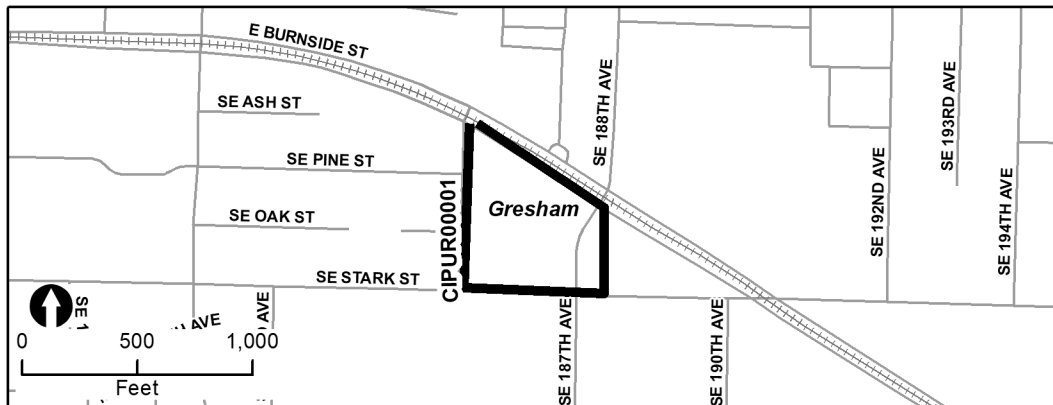 E BURNSIDE ST
SE ASH ST
SE PINE ST
SE OAK ST
SE STARK ST
CIPUR00001
Gresham
SE 188TH AVE
SE 192ND AVE
SE 193RD AVE
SE 194TH AVE
SE 187TH AVE
SE 190TH AVE
AVE
AVE
0 500 1,000
Feet